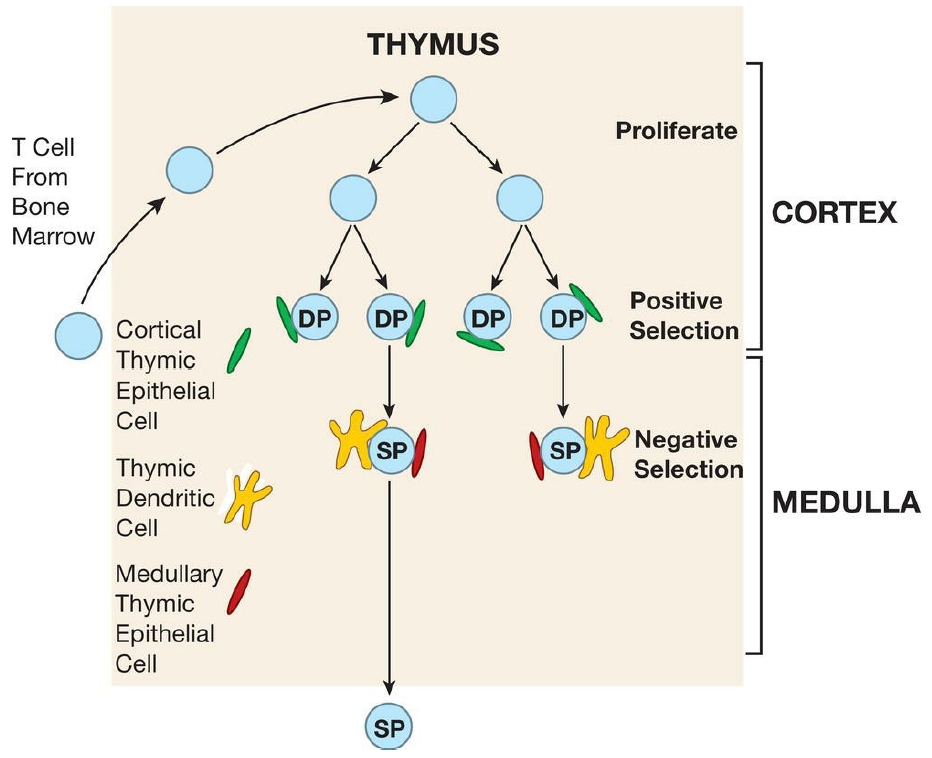 THYMUS
T Cell
From
Bone
Marrow
Proliferate
CORTEX
DP
DP
DP
DP
Positive
Selection
Cortical
Thymic
Epithelial
Cell
SP
SP
Negative
Selection
Thymic
Dendritic
Cell
MEDULLA
Medullary
Thymic
Epithelial
Cell
SP